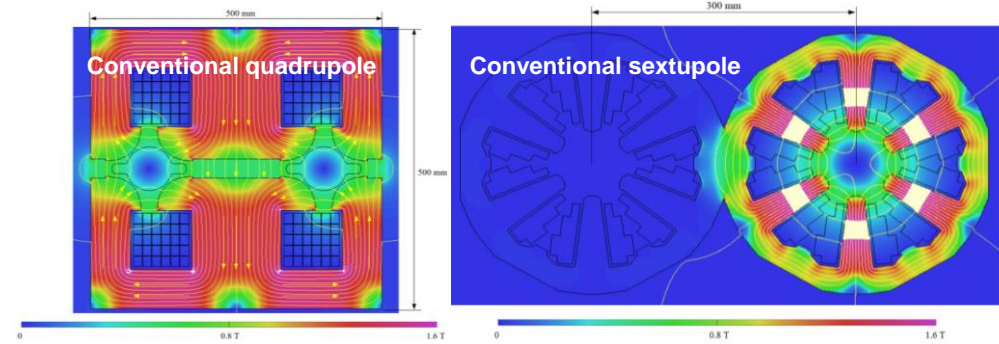 500 mm
300 mm
Conventional quadrupole
Conventional sextupole
500 mm
0
0.8 T
1.6 T
0
0.8 T
1.6 T